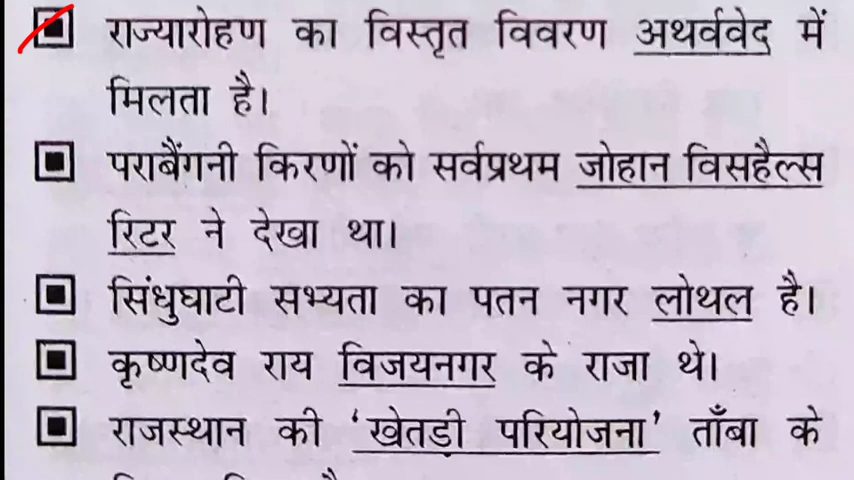 राज्यारोहण का विस्तृत विवरण अथर्ववेद में
मिलता है।
पराबैंगनी किरणों को सर्वप्रथम जोहान विसहैल्स
रिटर ने देखा था।
सिंधुघाटी सभ्यता का पतन नगर लोथल है।
कृष्णदेव राय विजयनगर के राजा थे।
राजस्थान की ‘खेतड़ी परियोजना’ ताँबा के